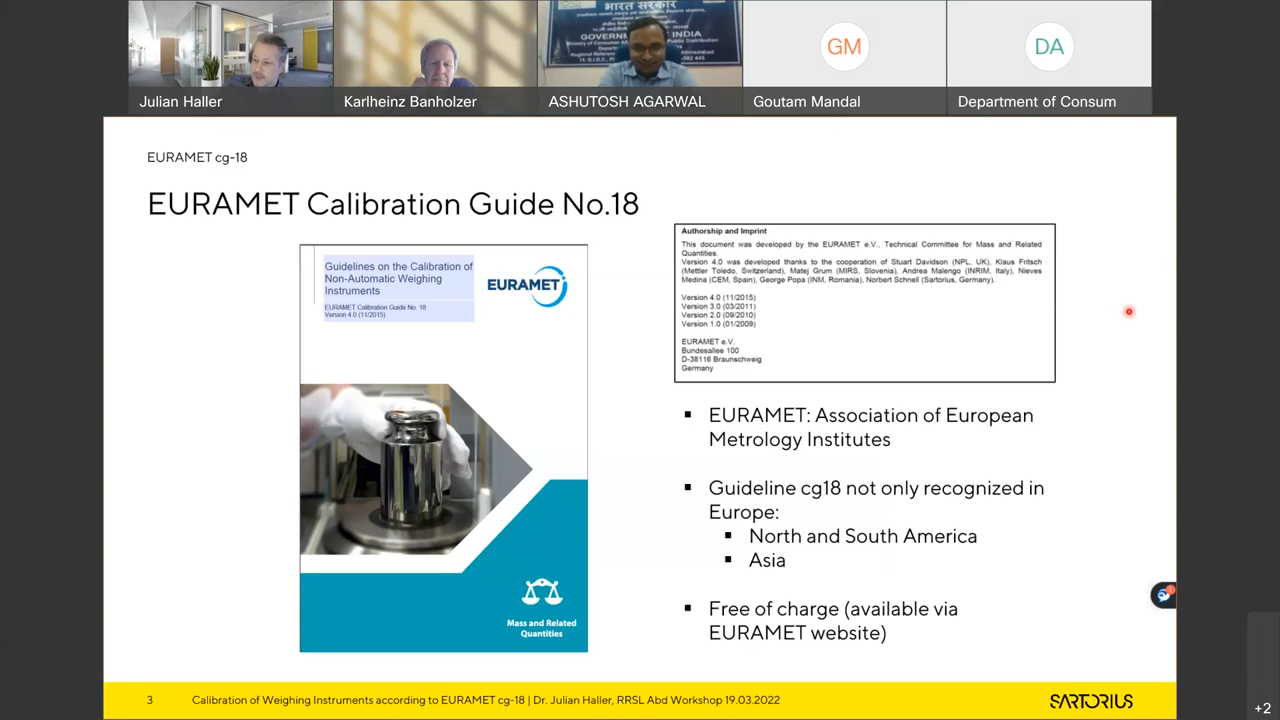 भारत सरकार
GM
DA
Julian Haller
Karlheinz Banholzer
ASHUTOSH AGARWAL
Goutam Mandal
Department of Consum
EURAMET cg-18
EURAMET Calibration Guide No.18
Guidelines on the Calibration of
Non-Automatic Weighing
Instruments
EURAMET Calibration Guide No. 18
Version 4.0 (11/2015)
EURAMET
Mass and Related
Quantities
Authorship and Imprint
This document was developed by the EURAMET e.V., Technical Committee for Mass and Related
Quantities.
Version 4.0 was developed thanks to the cooperation of Stuart Davidson (NPL, UK), Klaus Fritsch
(Mettler Toledo, Switzerland), Matej Grum (MIRS, Slovenia), Andrea Malengo (INRIM, Italy), Nieves
Medina (CEM, Spain), George Popa (INM, Romania), Norbert Schnell (Sartorius, Germany).
Version 4.0 (11/2015)
Version 3.0 (03/2011)
Version 2.0 (09/2010)
Version 1.0 (01/2009)
EURAMET e.V.
Bundesallee 100
D-38116 Braunschweig
Germany
▪ EURAMET: Association of European
Metrology Institutes
▪ Guideline cg18 not only recognized in
Europe:
▪ North and South America
▪ Asia
▪ Free of charge (available via
EURAMET website)
3 Calibration of Weighing Instruments according to EURAMET cg-18 | Dr. Julian Haller, RRSL Abd Workshop 19.03.2022
SARTORIUS
+2